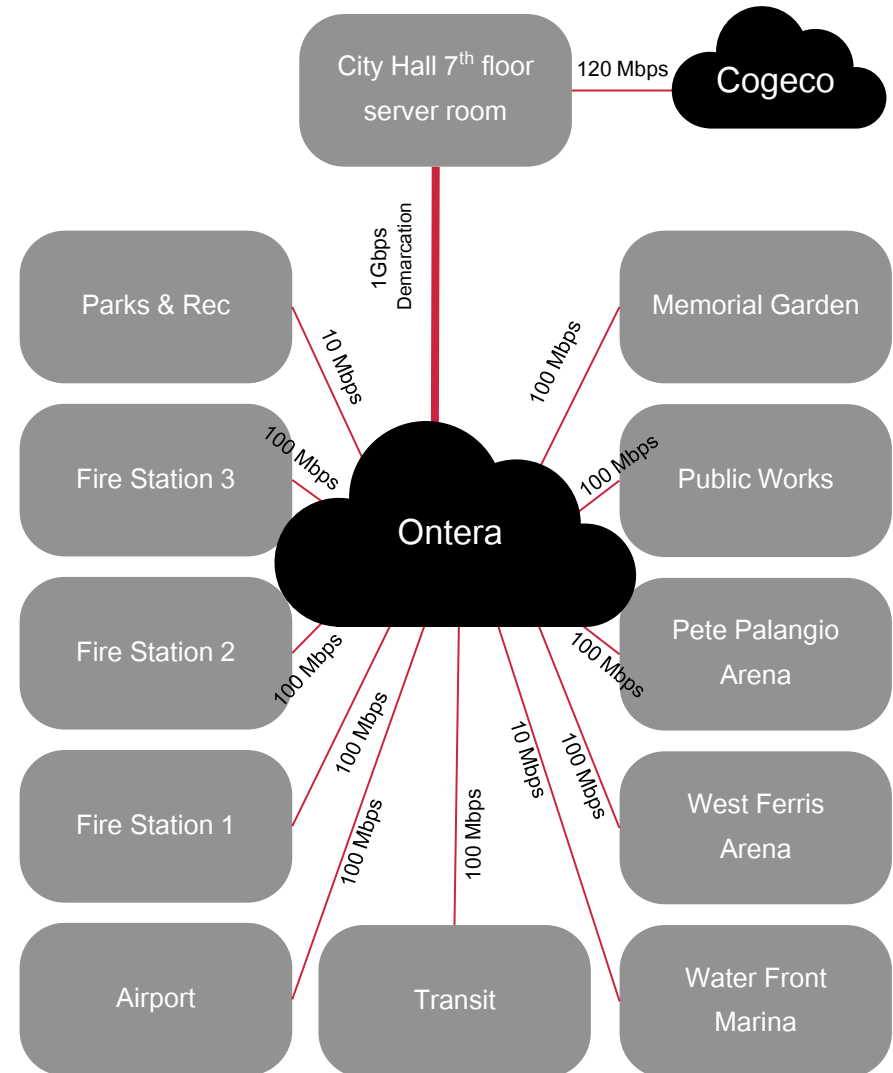 City Hall 7th floor
server room
120 Mbps
Cogeco
1Gbps
Demarcation
Parks & Rec
10 Mbps
Memorial Garden
100 Mbps
Fire Station 3
100 Mbps
Public Works
100 Mbps
Ontera
Fire Station 2
100 Mbps
Pete Palangio
Arena
100 Mbps
Fire Station 1
100 Mbps
West Ferris
Arena
100 Mbps
Airport
100 Mbps
Transit
100 Mbps
Water Front
Marina
10 Mbps